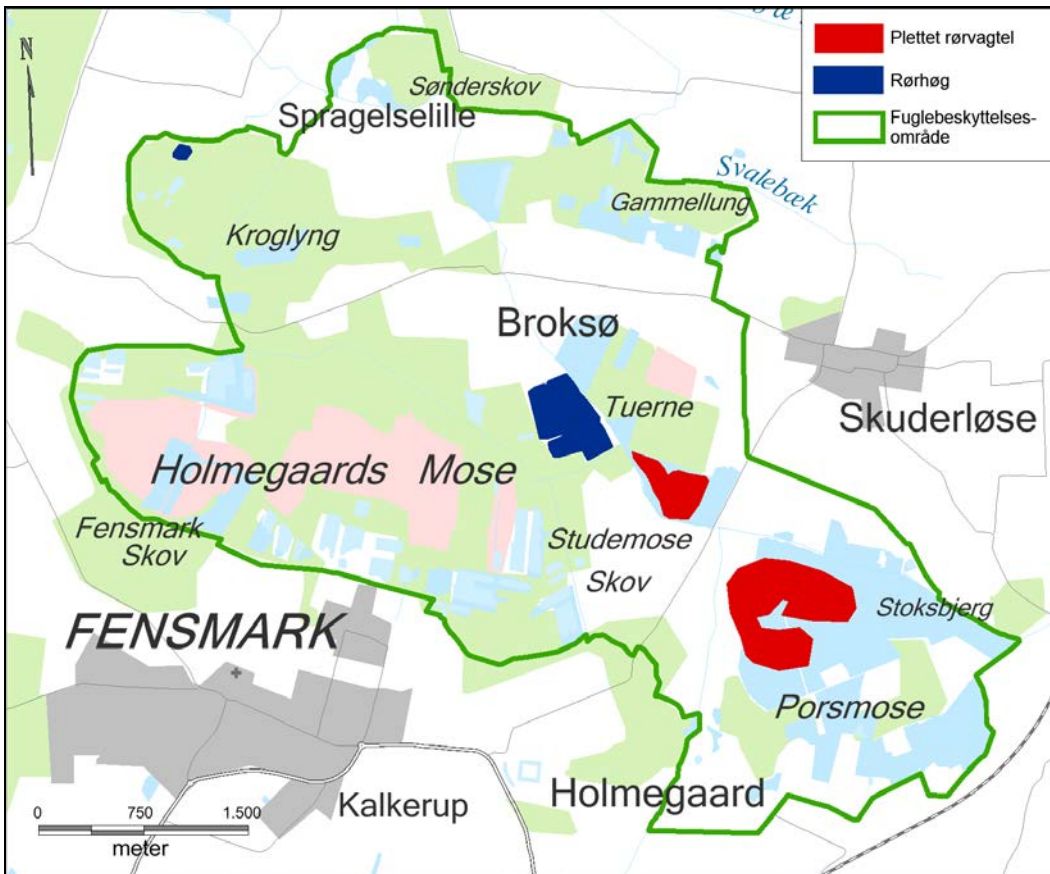 N
Plettet rørvagtel
Rørhøg
Fuglebeskyttelses-
område
Sønderskov
Spragelselille
Svalebæk
Gammellung
Kroglyng
Broksø
Tuerne
Skuderløse
Holmegaards Mose
Fensmark
Skov
Studemose
Skov
Stoksbjerg
FENSMARK
Porsmose
Holmegaard
Kalkerup
0 750 1.500
meter